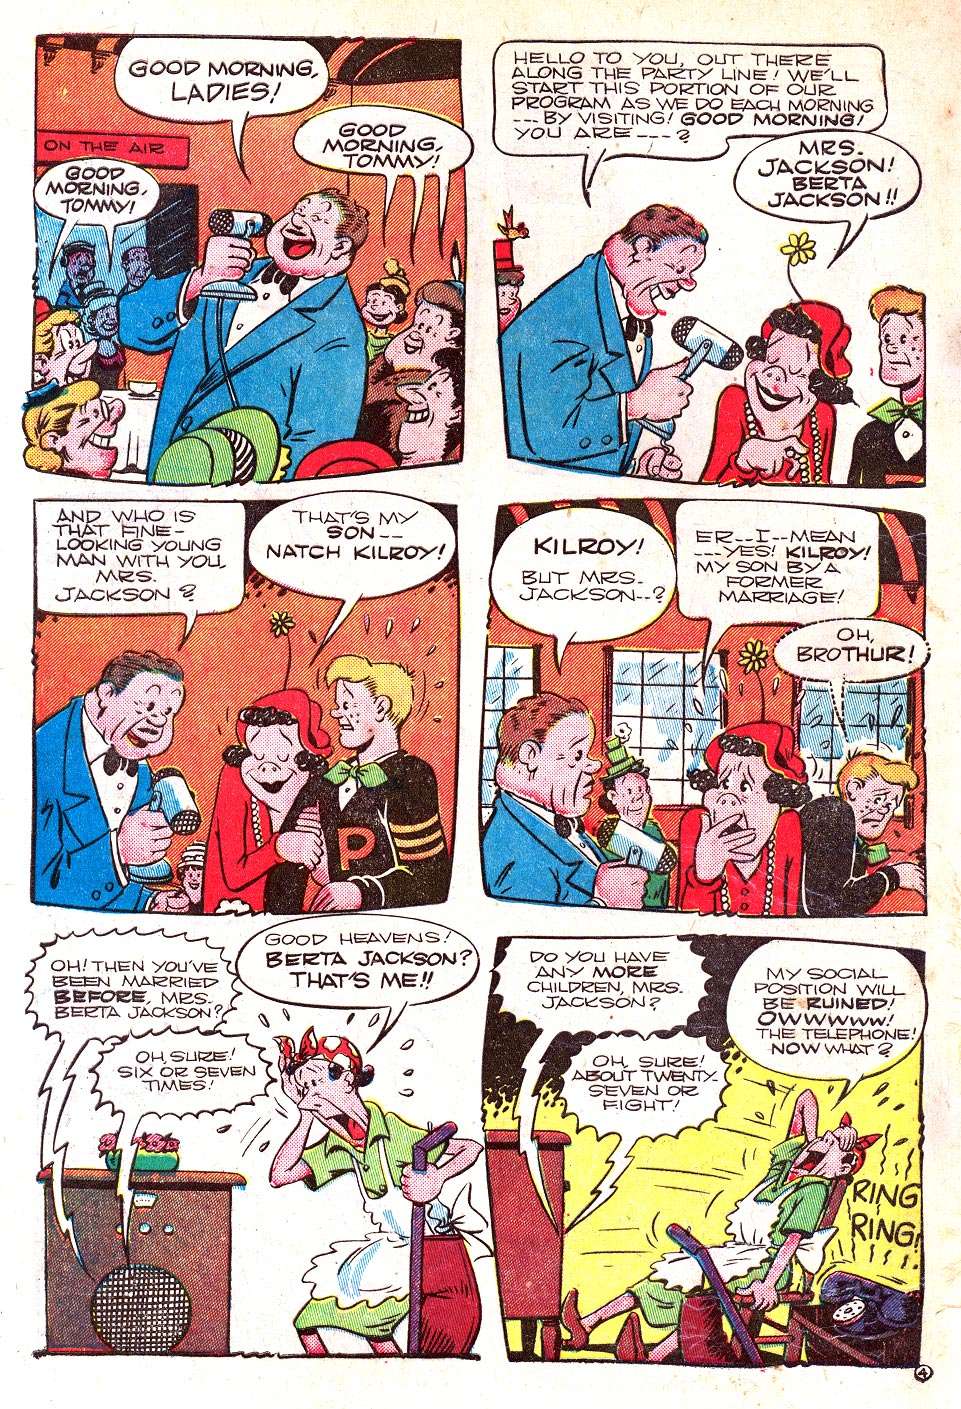 GOOD MORNING,
LADIES!
GOOD
MORNING,
TOMMY!
ON THE AIR
GOOD
MORNING,
TOMMY!
HELLO TO YOU, OUT THERE
ALONG THE PARTY LINE! WE'LL
START THIS PORTION OF OUR
PROGRAM AS WE DO EACH MORNING
--- BY VISITING! GOOD MORNING!
YOU ARE ---?
MRS.
JACKSON!
BERTA
JACKSON!!
AND WHO IS
THAT FINE-
LOOKING YOUNG
MAN WITH YOU,
MRS.
JACKSON?
THAT'S MY
SON--
NATCH KILROY!
P
KILROY!
BUT MRS.
JACKSON--?
ER--I--MEAN
---YES! KILROY!
MY SON BY A
FORMER
MARRIAGE!
OH,
BROTHUR!
OH! THEN YOU'VE
BEEN MARRIED
BEFORE, MRS.
BERTA JACKSON?
OH, SURE!
SIX OR SEVEN
TIMES!
GOOD HEAVENS!
BERTA JACKSON?
THAT'S ME!!
DO YOU HAVE
ANY MORE
CHILDREN, MRS.
JACKSON?
OH, SURE!
ABOUT TWENTY-
SEVEN OR
EIGHT!
MY SOCIAL
POSITION WILL
BE RUINED!
OWWWWW!
THE TELEPHONE!
NOW WHAT?
RING
RING!
4